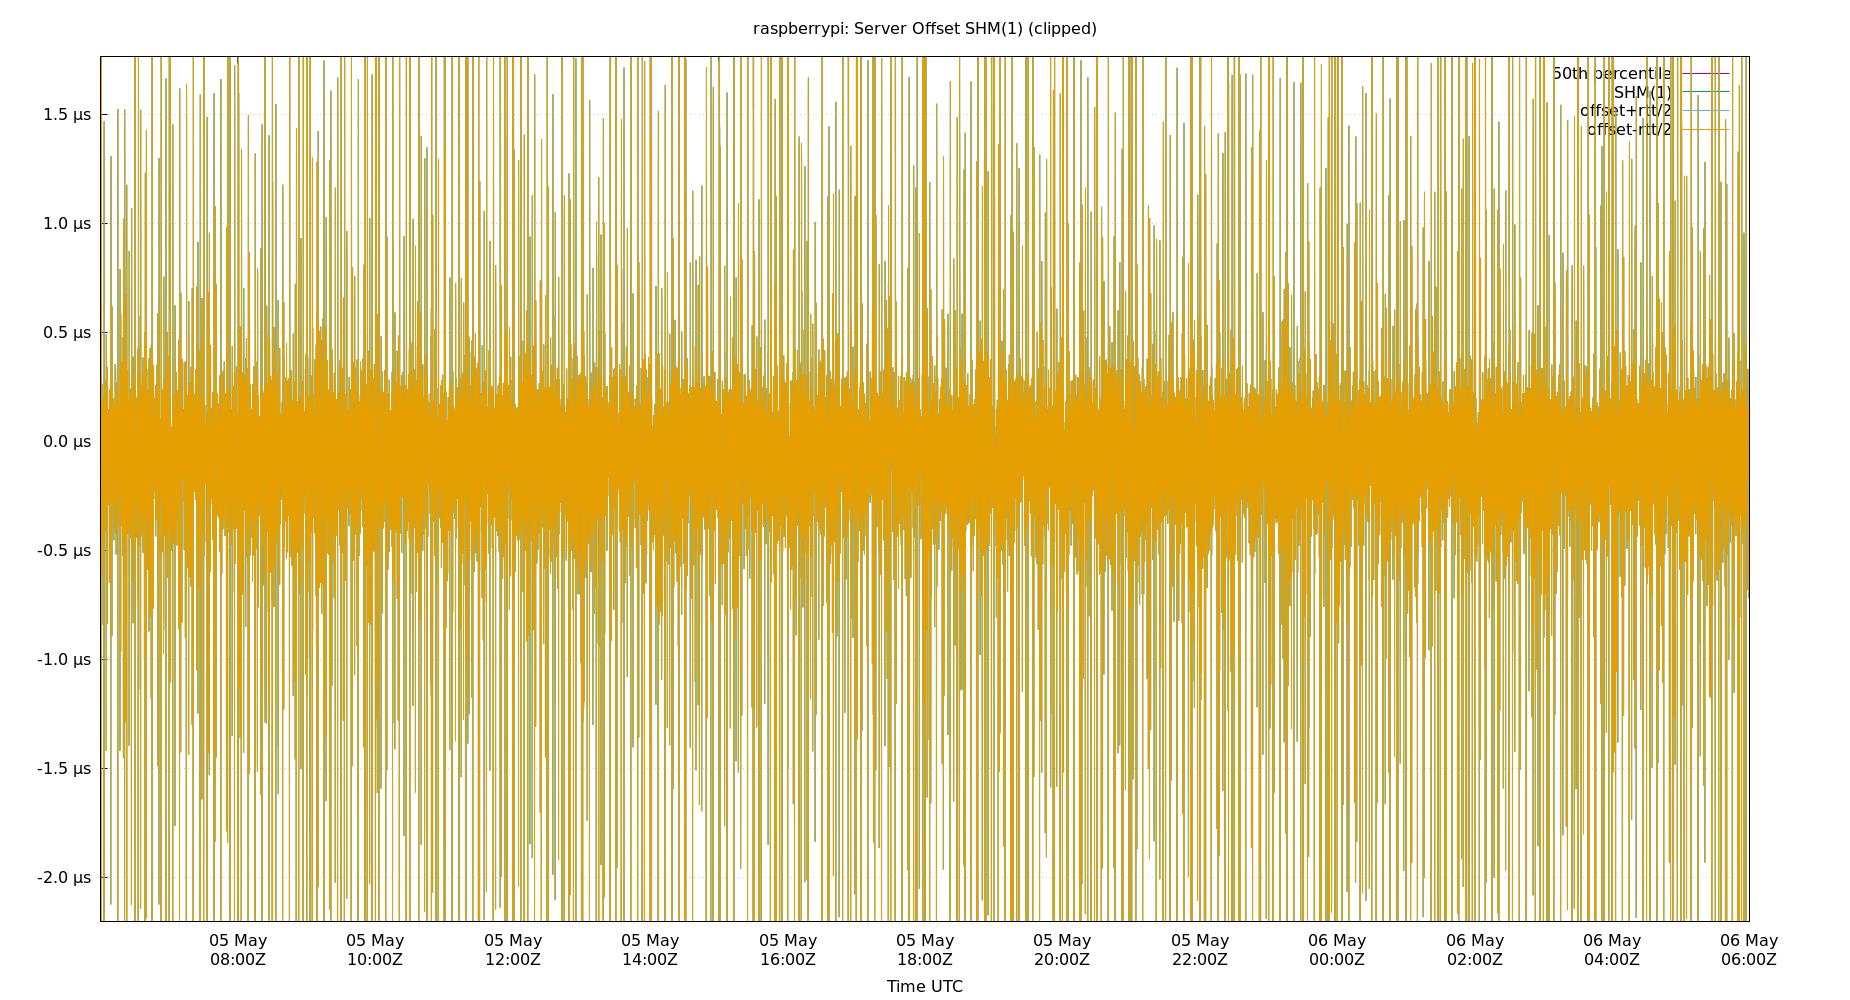 raspberrypi: Server Offset SHM(1) (clipped)
50th percentile
SHM(1)
offset+rtt/2
offset-rtt/2
1.5 µs
1.0 µs
0.5 µs
0.0 µs
-0.5 µs
-1.0 µs
-1.5 µs
-2.0 µs
05 May 05 May 05 May 05 May 05 May 05 May 05 May 05 May 06 May 06 May 06 May 06 May
08:00Z 10:00Z 12:00Z 14:00Z 16:00Z 18:00Z 20:00Z 22:00Z 00:00Z 02:00Z 04:00Z 06:00Z
Time UTC